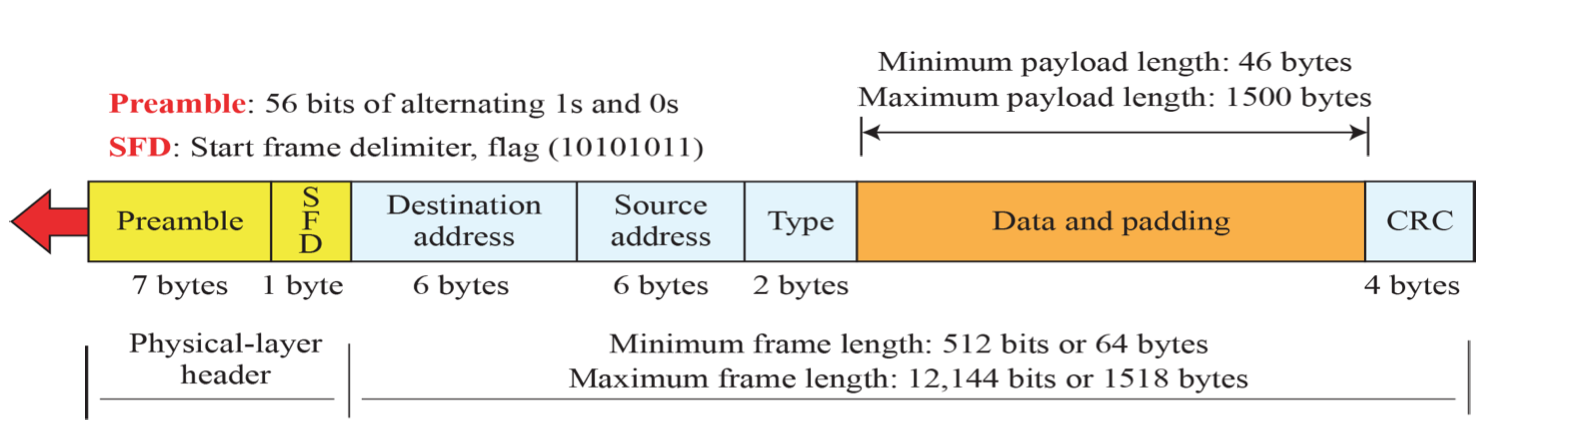 Minimum payload length: 46 bytes
Maximum payload length: 1500 bytes
Preamble: 56 bits of alternating 1s and 0s
SFD: Start frame delimiter, flag (10101011)
Preamble
S
F
D
Destination
address
Source
address
Type
Data and padding
CRC
7 bytes
1 byte
6 bytes
6 bytes
2 bytes
4 bytes
Physical-layer
header
Minimum frame length: 512 bits or 64 bytes
Maximum frame length: 12,144 bits or 1518 bytes